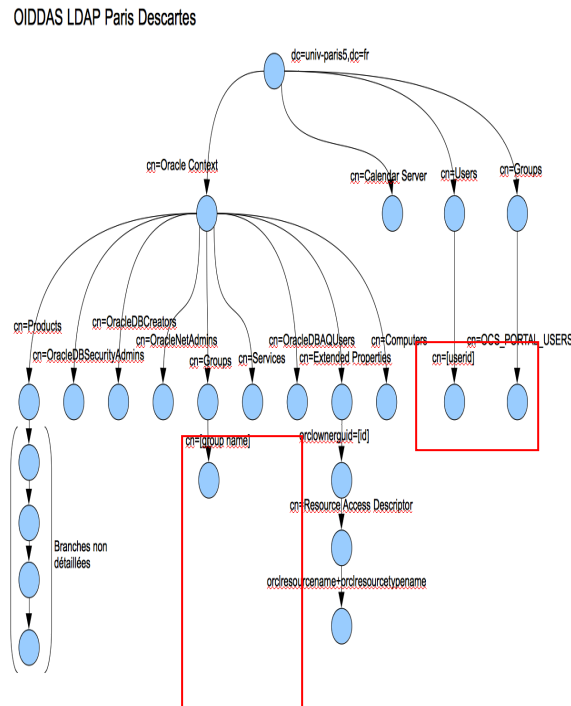 OIDDAS LDAP Paris Descartes
dc=univ-paris5,dc=fr
cn=Oracle Context
cn=Calendar Server
cn=Users
cn=Groups
cn=Products
cn=OracleDBCreators
cn=OracleNetAdmins
cn=OracleDBAQUsers
cn=Computers
cn=OCS_PORTAL_USERS
cn=OracleDBSecurityAdmins
cn=Groups
cn=Services
cn=Extended Properties
cn=[userid]
cn=[group name]
orclownerguid=[id]
cn=Resource Access Descriptor
Branches non
détaillées
orclresourcename+orclresourcetypename